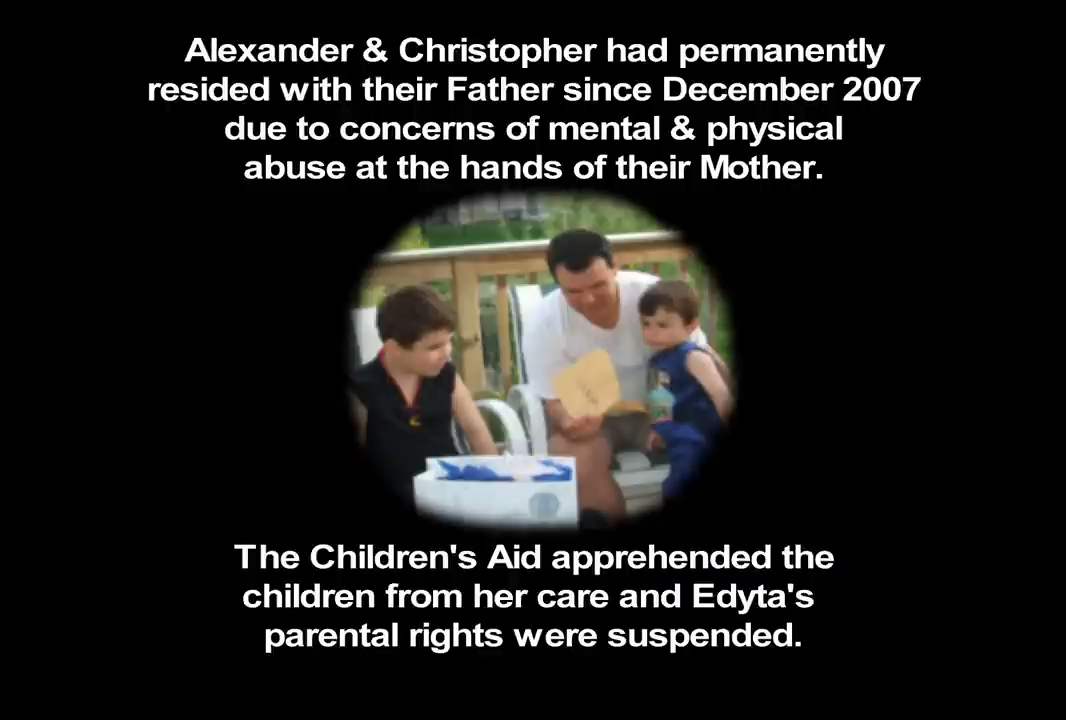 Alexander & Christopher had permanently
resided with their Father since December 2007
due to concerns of mental & physical
abuse at the hands of their Mother.
The Children's Aid apprehended the
children from her care and Edyta's
parental rights were suspended.